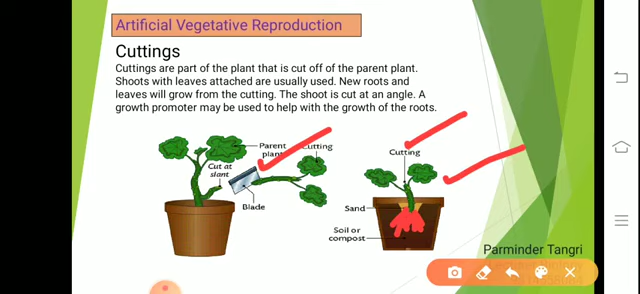 Artificial Vegetative Reproduction
Cuttings
Cuttings are part of the plant that is cut off of the parent plant.
Shoots with leaves attached are usually used. New roots and
leaves will grow from the cutting. The shoot is cut at an angle. A
growth promoter may be used to help with the growth of the roots.
Parent
plant
Cutting
Cut at
slant
Blade
Cutting
Sand
Soil or
compost
Parminder Tangri